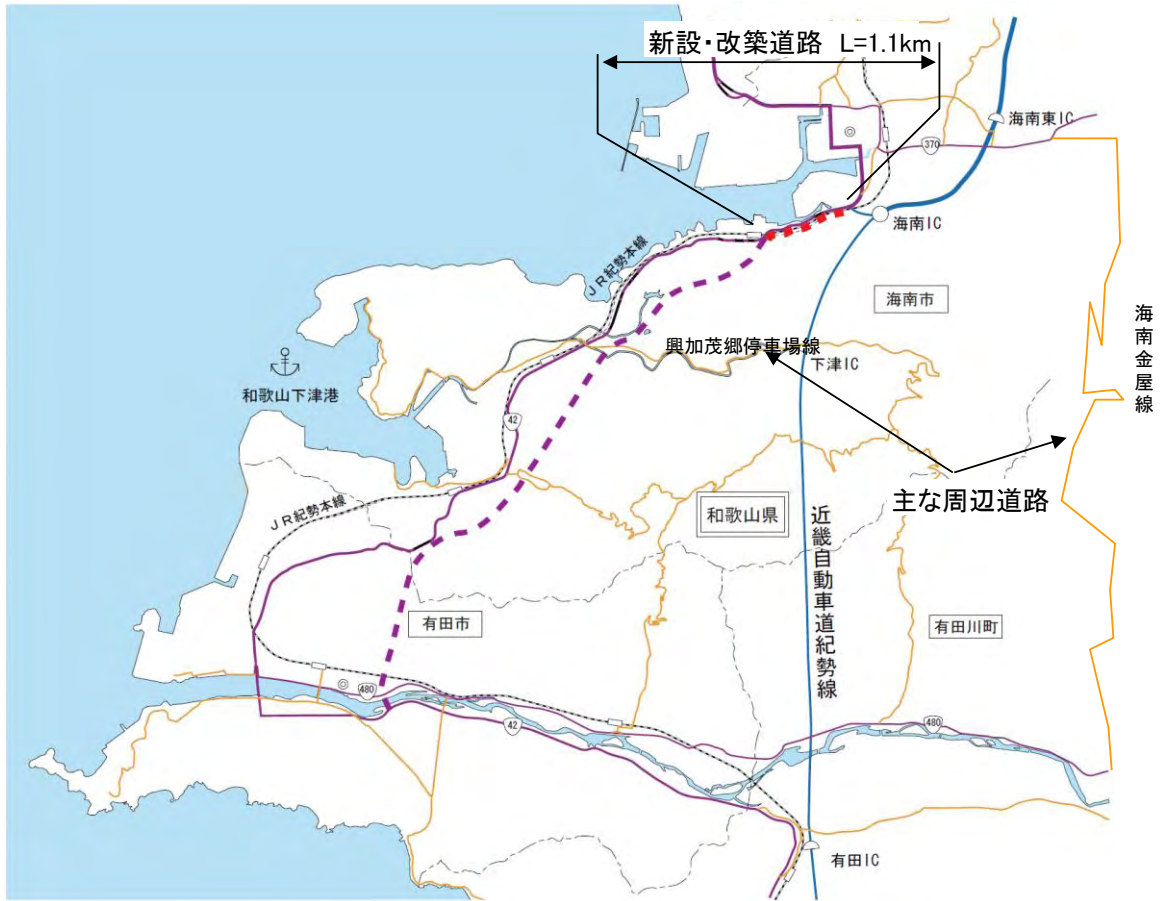 新設・改築道路 L=1.1km
海南東IC
370
海南IC
JR紀勢本線
海南市
海南金屋線
興加茂郷停車場線
下津IC
和歌山下津港
42
主な周辺道路
JR紀勢本線
和歌山県
近畿自動車道紀勢線
有田市
有田川町
480
42
480
有田IC